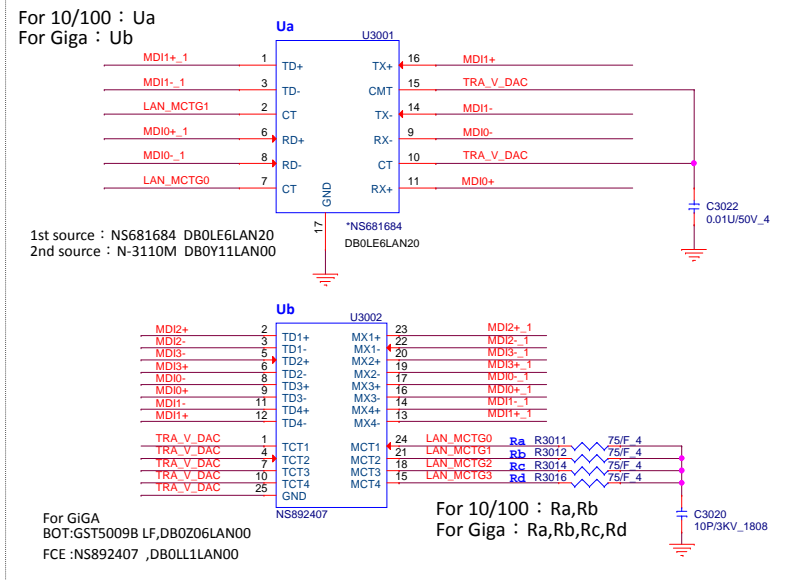 For 10/100：Ua
For Giga：Ub
Ua
U3001
MDI1+_1 1 TD+ TX+ 16 MDI1+
MDI1-_1 3 TD- CMT 15 TRA_V_DAC
LAN_MCTG1 2 CT TX- 14 MDI1-
MDI0+_1 6 RD+ RX- 9 MDI0-
MDI0-_1 8 RD- CT 10 TRA_V_DAC
LAN_MCTG0 7 CT RX+ 11 MDI0+
GND
17
C3022
0.01U/50V_4
*NS681684
DB0LE6LAN20
1st source：NS681684 DB0LE6LAN20
2nd source：N-3110M DB0Y11LAN00
Ub
U3002
MDI2+ 2 TD1+ MX1+ 23 MDI2+_1
MDI2- 3 TD1- MX1- 22 MDI2-_1
MDI3- 5 TD2+ MX2+ 20 MDI3-_1
MDI3+ 6 TD2- MX2- 19 MDI3+_1
MDI0- 8 TD3+ MX3+ 17 MDI0-_1
MDI0+ 9 TD3- MX3- 16 MDI0+_1
MDI1- 11 TD4+ MX4+ 14 MDI1-_1
MDI1+ 12 TD4- MX4- 13 MDI1+_1
TRA_V_DAC 1 TCT1 MCT1 24 LAN_MCTG0 Ra R3011 75/F_4
TRA_V_DAC 4 TCT2 MCT2 21 LAN_MCTG1 Rb R3012 75/F_4
TRA_V_DAC 7 TCT3 MCT3 18 LAN_MCTG2 Rc R3014 75/F_4
TRA_V_DAC 10 TCT4 MCT4 15 LAN_MCTG3 Rd R3016 75/F_4
TRA_V_DAC 25 GND
NS892407
For 10/100：Ra,Rb
For Giga：Ra,Rb,Rc,Rd
C3020
10P/3KV_1808
For GiGA
BOT:GST5009B LF,DB0Z06LAN00
FCE :NS892407 ,DB0LL1LAN00